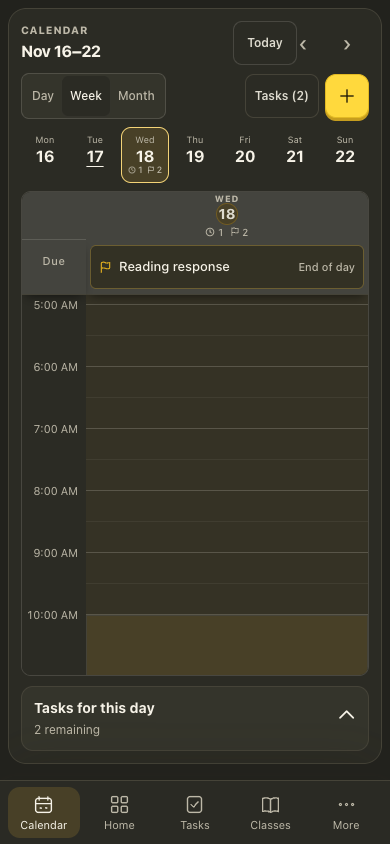 CALENDAR
Nov 16–22
Today
Day Week Month
Tasks (2)
Mon Tue Wed Thu Fri Sat Sun
16 17 18 19 20 21 22
1 2
WED
18
1 2
Due
Reading response End of day
5:00 AM
6:00 AM
7:00 AM
8:00 AM
9:00 AM
10:00 AM
Tasks for this day
2 remaining
Calendar Home Tasks Classes More